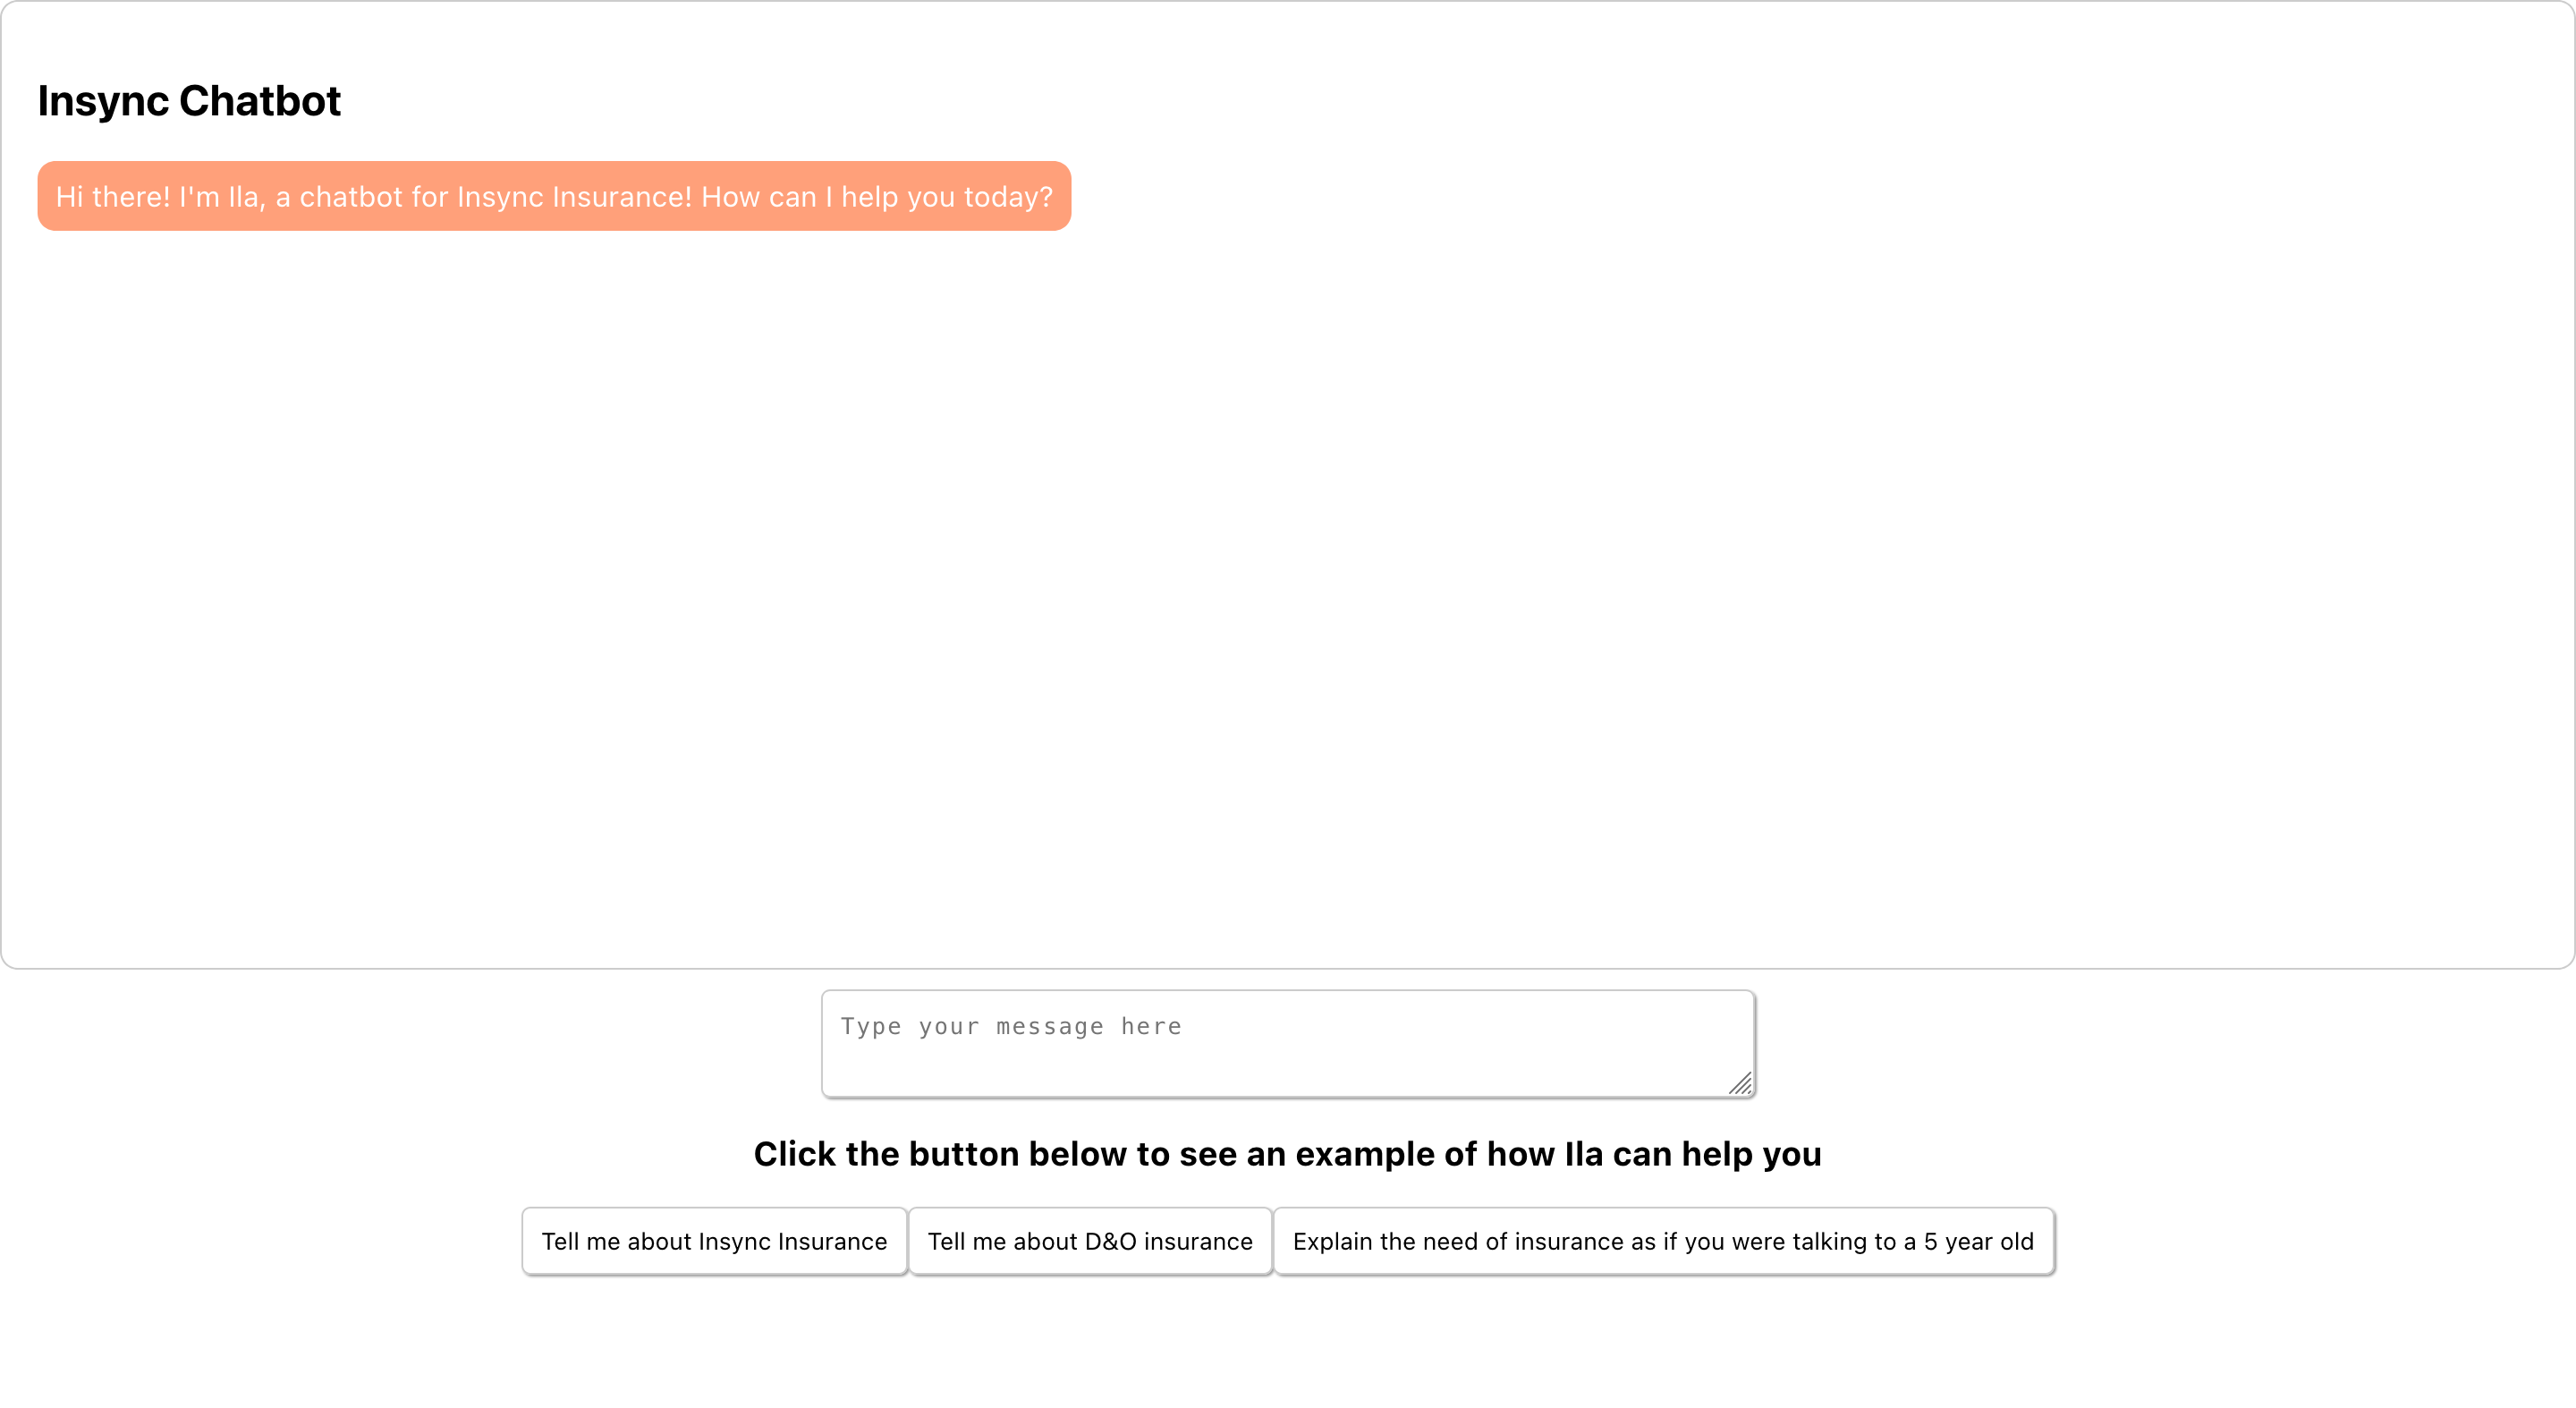 Insync Chatbot
Hi there! I'm Ila, a chatbot for Insync Insurance! How can I help you today?
Type your message here
Click the button below to see an example of how Ila can help you
Tell me about Insync Insurance
Tell me about D&O insurance
Explain the need of insurance as if you were talking to a 5 year old